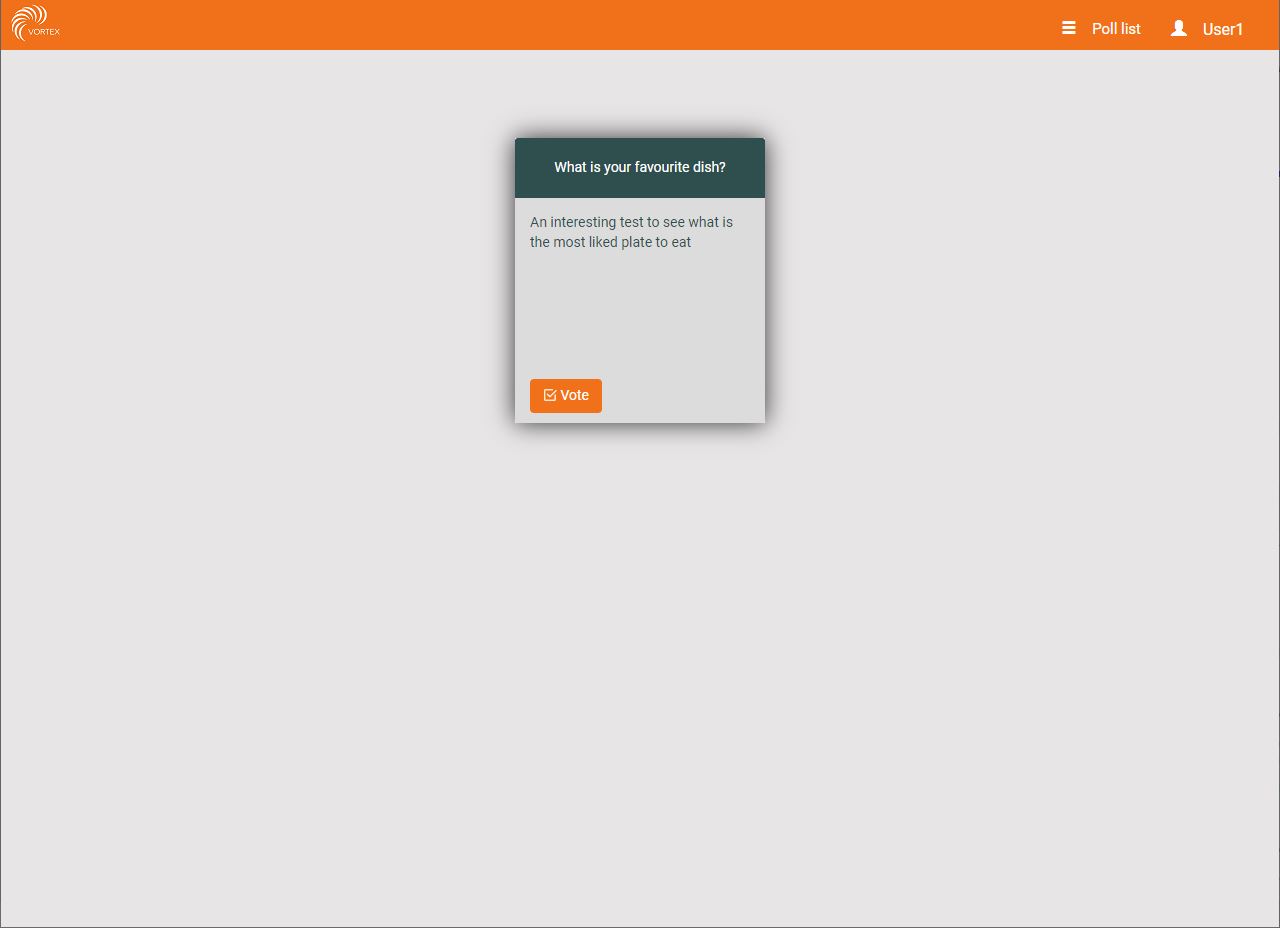 VORTEX
Poll list
User1
What is your favourite dish?
An interesting test to see what is
the most liked plate to eat
Vote